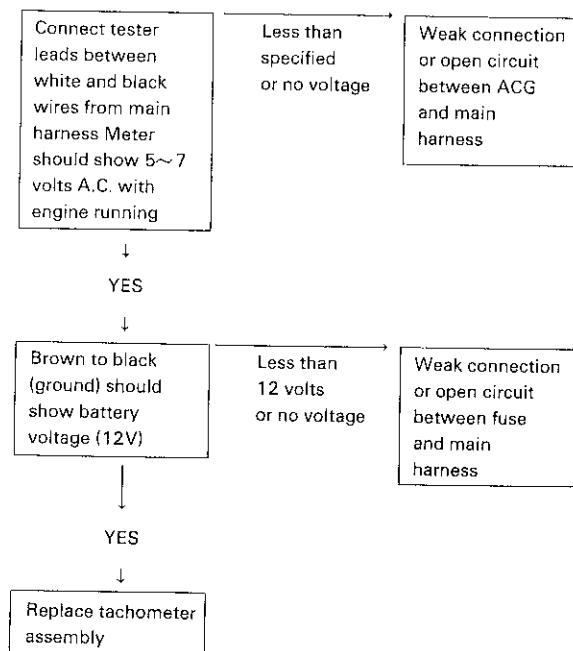 Connect tester
leads between
white and black
wires from main
harness Meter
should show 5~7
volts A.C. with
engine running
Less than
specified
or no voltage
Weak connection
or open circuit
between ACG
and main
harness
YES
Brown to black
(ground) should
show battery
voltage (12V)
Less than
12 volts
or no voltage
Weak connection
or open circuit
between fuse
and main
harness
YES
Replace tachometer
assembly